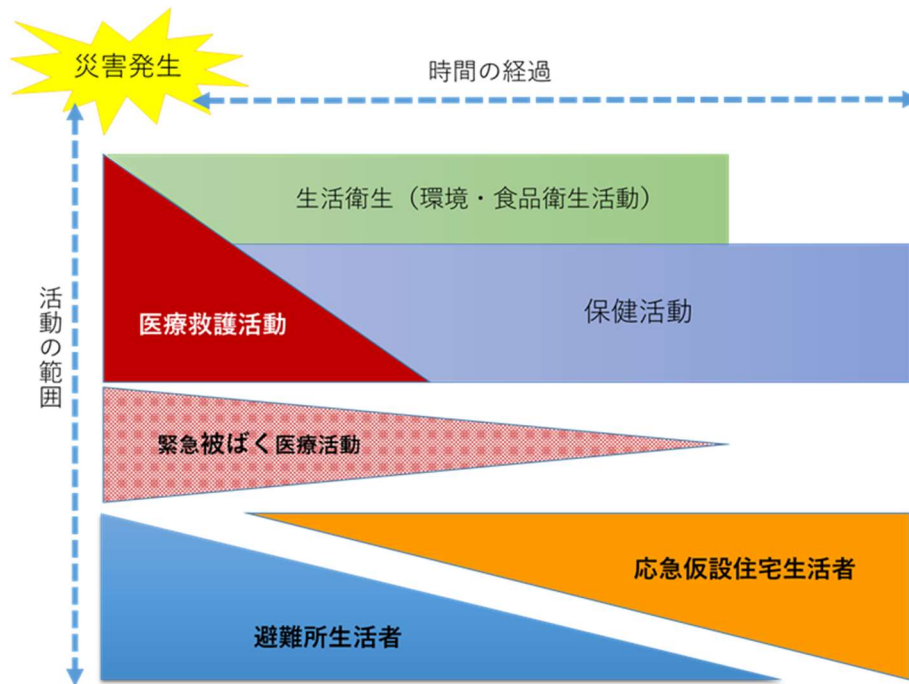 災害発生
時間の経過
活動の範囲
生活衛生（環境・食品衛生活動）
保健活動
医療救護活動
緊急被ばく医療活動
応急仮設住宅生活者
避難所生活者